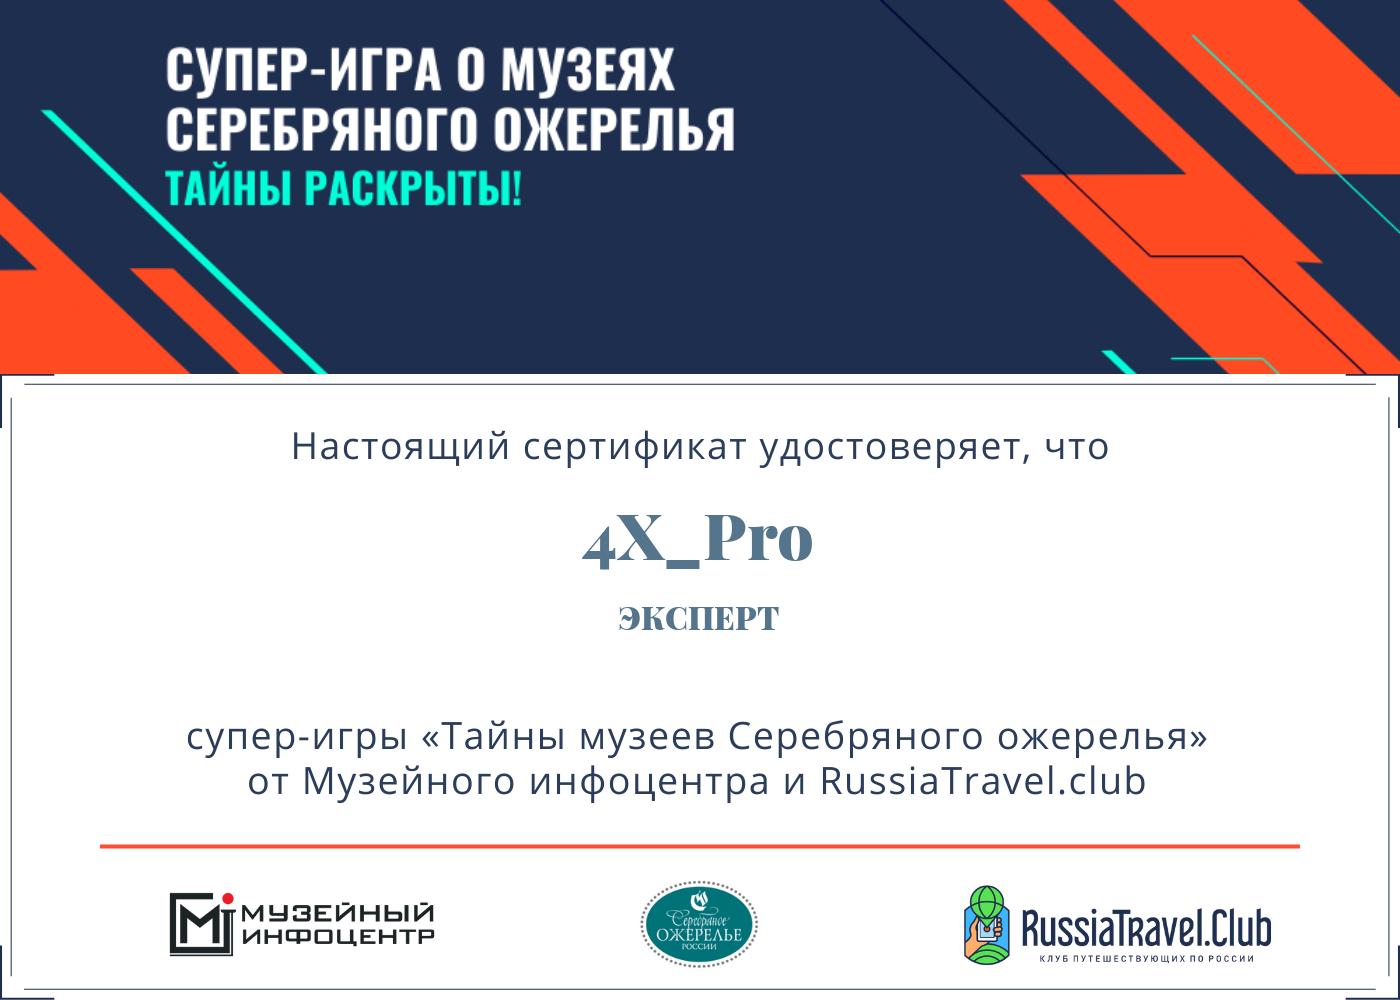 СУПЕР-ИГРА О МУЗЕЯХ
СЕРЕБРЯНОГО ОЖЕРЕЛЬЯ
ТАЙНЫ РАСКРЫТЫ!
Настоящий сертификат удостоверяет, что
4X_Pro
ЭКСПЕРТ
супер-игры «Тайны музеев Серебряного ожерелья»
от Музейного инфоцентра и RussiaTravel.club
Mi МУЗЕЙНЫЙ
ИНФОЦЕНТР
Серебряное
ОЖЕРЕЛЬЕ
РОССИИ
RussiaTravel.Club
КЛУБ ПУТЕШЕСТВУЮЩИХ ПО РОССИИ